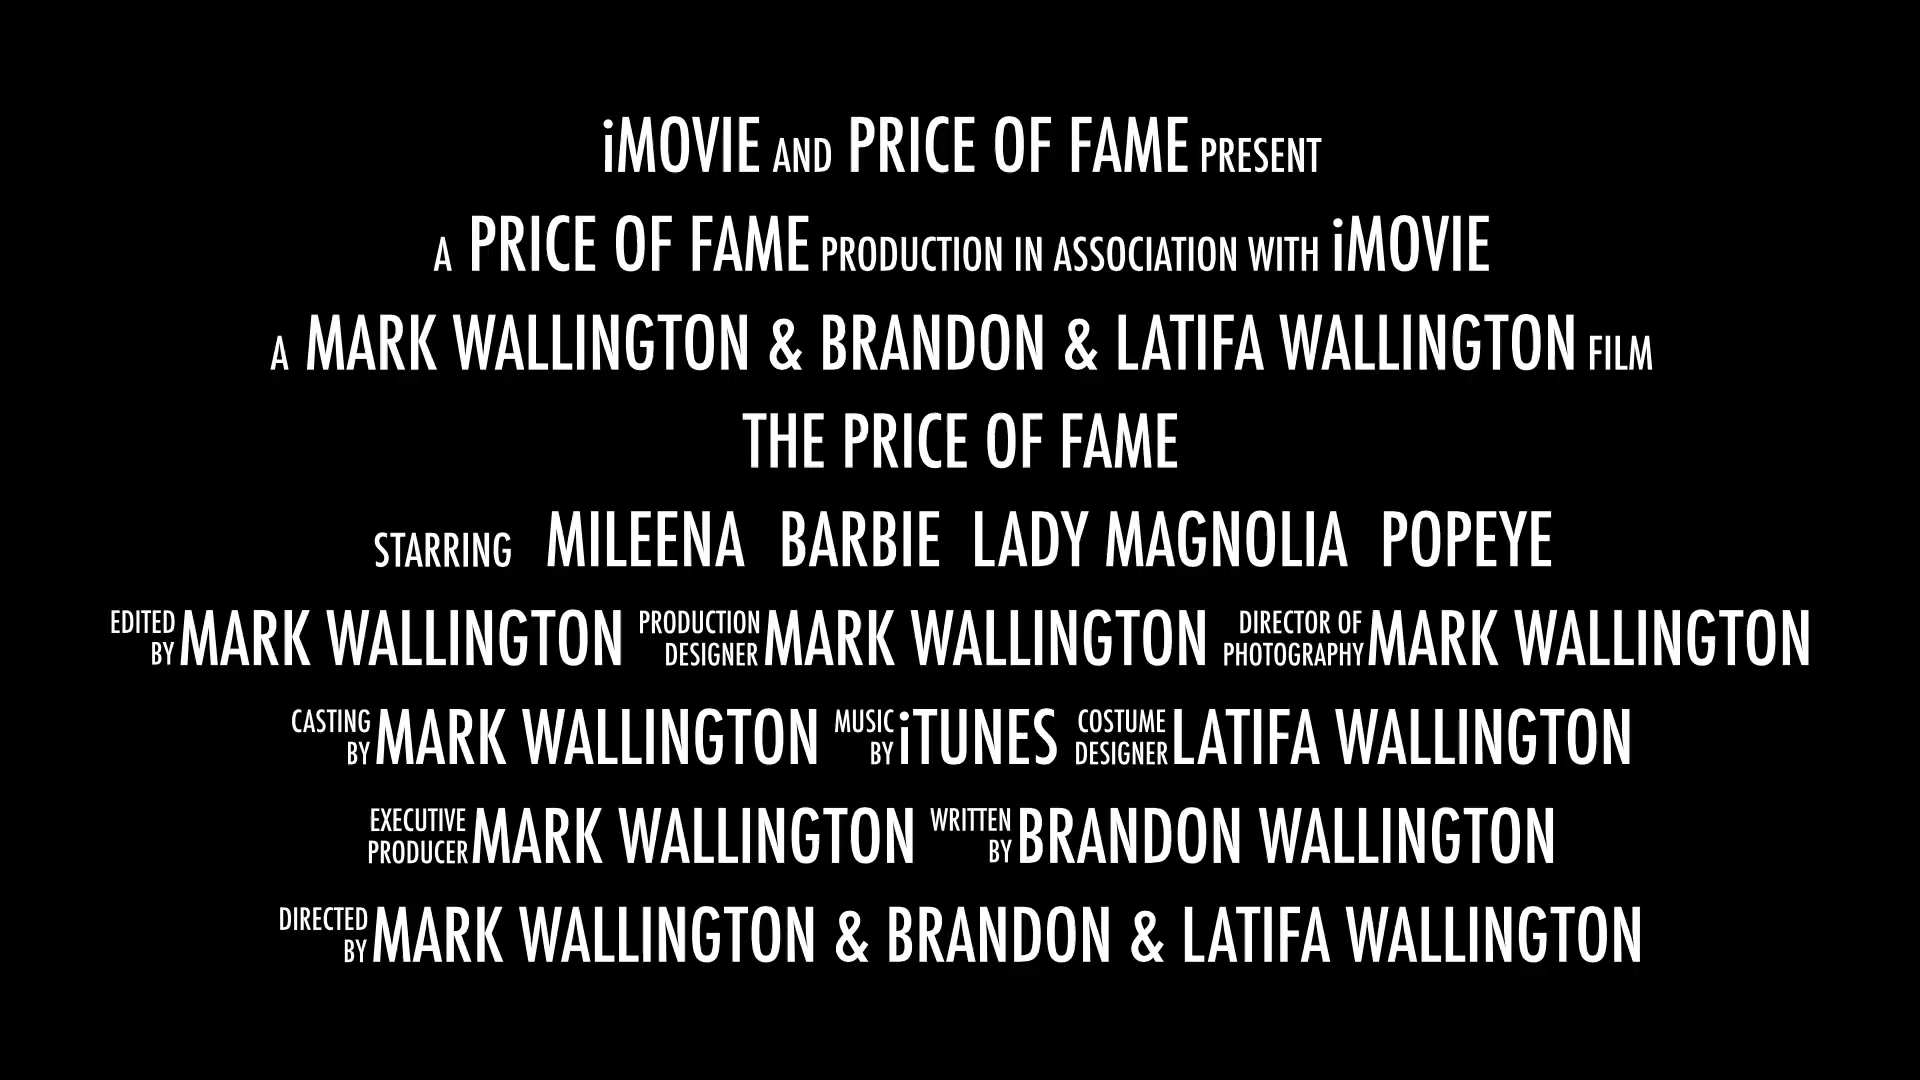 iMOVIE AND PRICE OF FAME PRESENT
A PRICE OF FAME PRODUCTION IN ASSOCIATION WITH iMOVIE
A MARK WALLINGTON & BRANDON & LATIFA WALLINGTON FILM
THE PRICE OF FAME
STARRING MILEENA BARBIE LADY MAGNOLIA POPEYE
EDITED BY MARK WALLINGTON PRODUCTION DESIGNER MARK WALLINGTON DIRECTOR OF PHOTOGRAPHY MARK WALLINGTON
CASTING BY MARK WALLINGTON MUSIC BY iTUNES COSTUME DESIGNER LATIFA WALLINGTON
EXECUTIVE PRODUCER MARK WALLINGTON WRITTEN BY BRANDON WALLINGTON
DIRECTED BY MARK WALLINGTON & BRANDON & LATIFA WALLINGTON